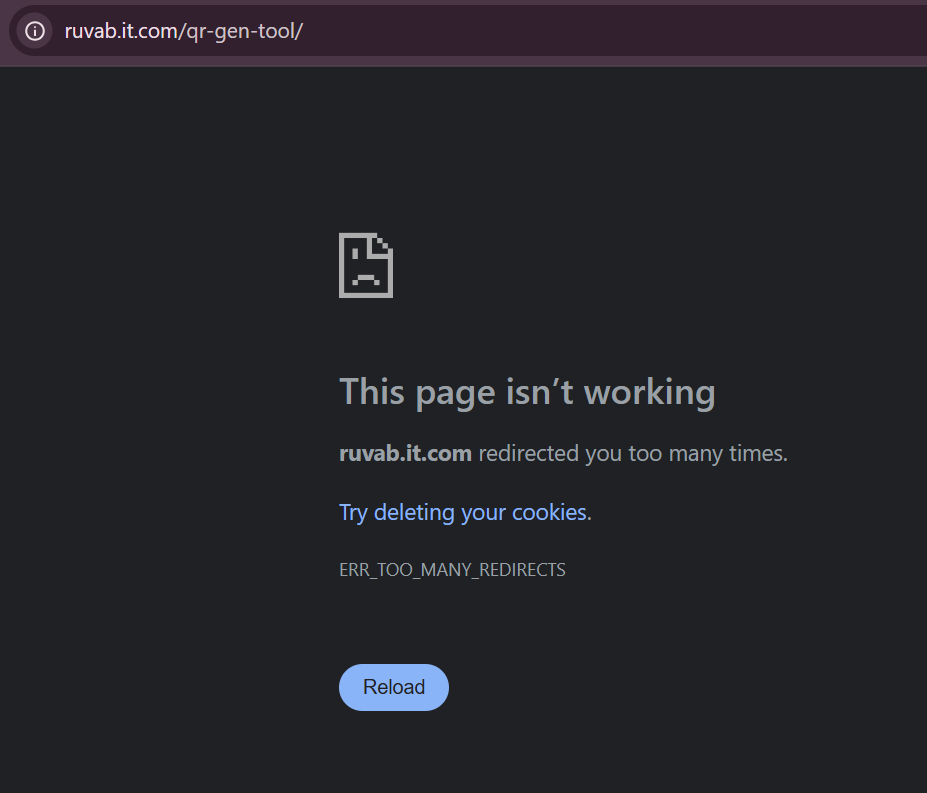 ruvab.it.com/qr-gen-tool/
This page isn’t working
ruvab.it.com redirected you too many times.
Try deleting your cookies.
ERR_TOO_MANY_REDIRECTS
Reload